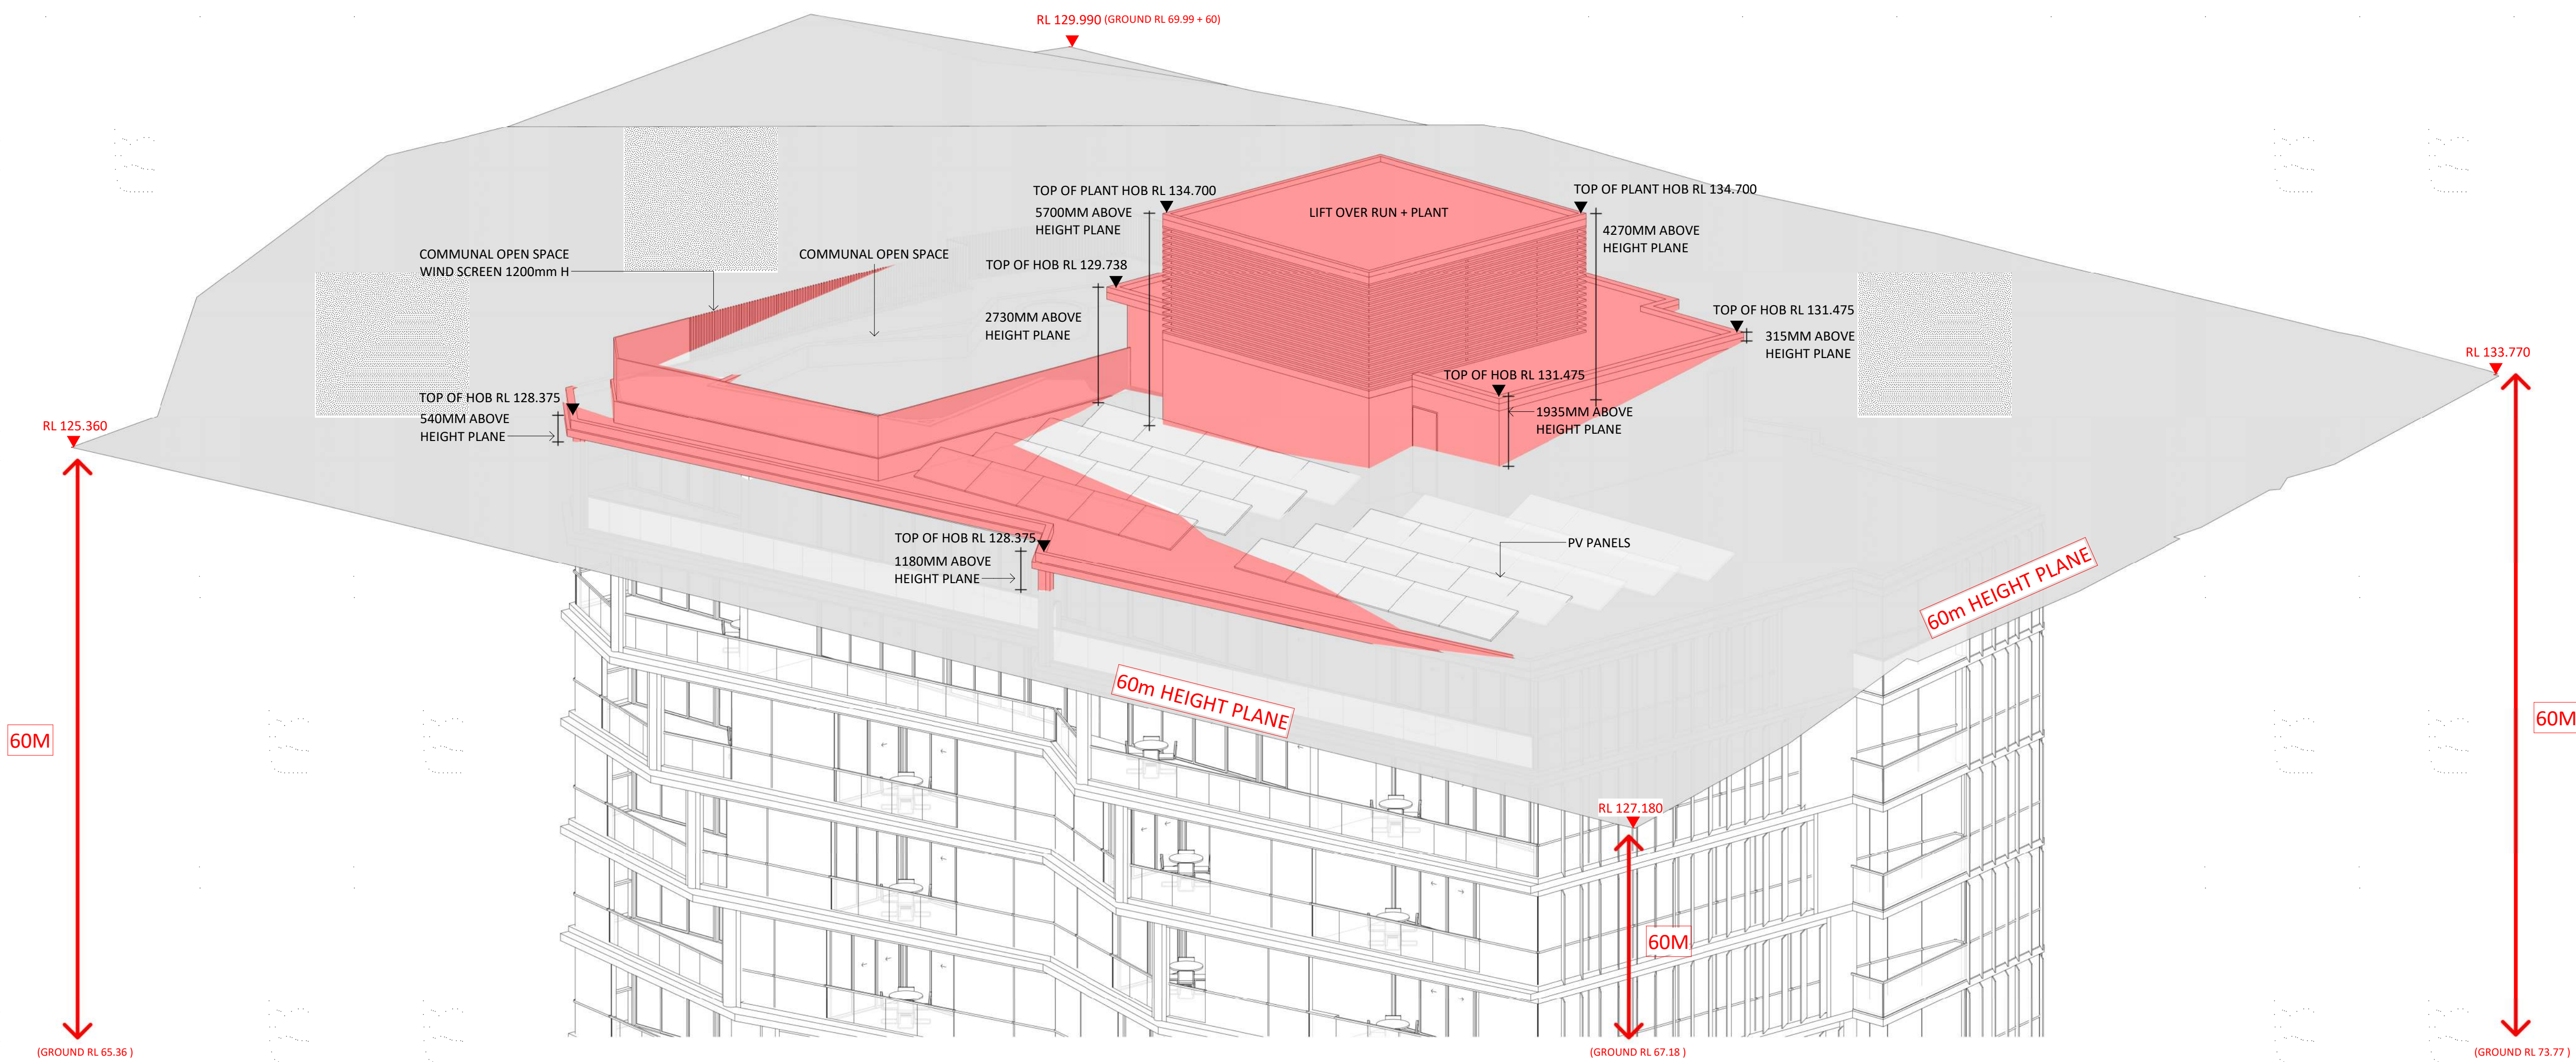 RL 129.990 (GROUND RL 69.99 + 60)
TOP OF PLANT HOB RL 134.700
5700MM ABOVE
HEIGHT PLANE
LIFT OVER RUN + PLANT
TOP OF PLANT HOB RL 134.700
4270MM ABOVE
HEIGHT PLANE
COMMUNAL OPEN SPACE
WIND SCREEN 1200mm H
COMMUNAL OPEN SPACE
TOP OF HOB RL 129.738
2730MM ABOVE
HEIGHT PLANE
TOP OF HOB RL 131.475
315MM ABOVE
HEIGHT PLANE
RL 133.770
TOP OF HOB RL 131.475
1935MM ABOVE
HEIGHT PLANE
TOP OF HOB RL 128.375
540MM ABOVE
HEIGHT PLANE
RL 125.360
TOP OF HOB RL 128.375
1180MM ABOVE
HEIGHT PLANE
PV PANELS
60m HEIGHT PLANE
60m HEIGHT PLANE
60M
60M
RL 127.180
60M
(GROUND RL 65.36 )
(GROUND RL 67.18 )
(GROUND RL 73.77 )